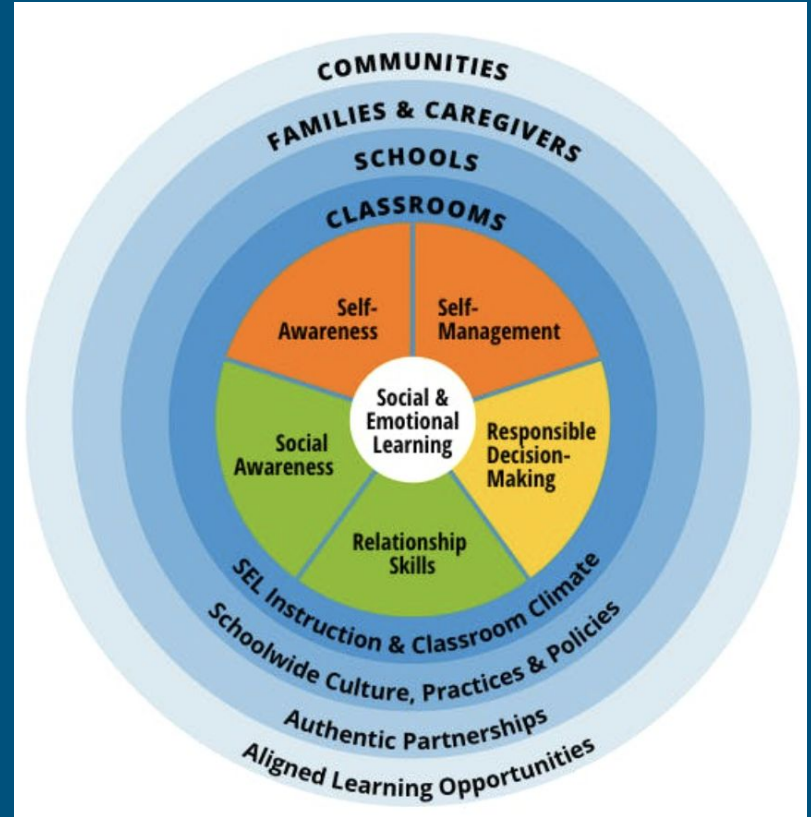 COMMUNITIES
FAMILIES & CAREGIVERS
SCHOOLS
CLASSROOMS
Self-
Awareness
Self-
Management
Social &
Emotional
Learning
Social
Awareness
Responsible
Decision-
Making
Relationship
Skills
SEL Instruction & Classroom Climate
Schoolwide Culture, Practices & Policies
Authentic Partnerships
Aligned Learning Opportunities